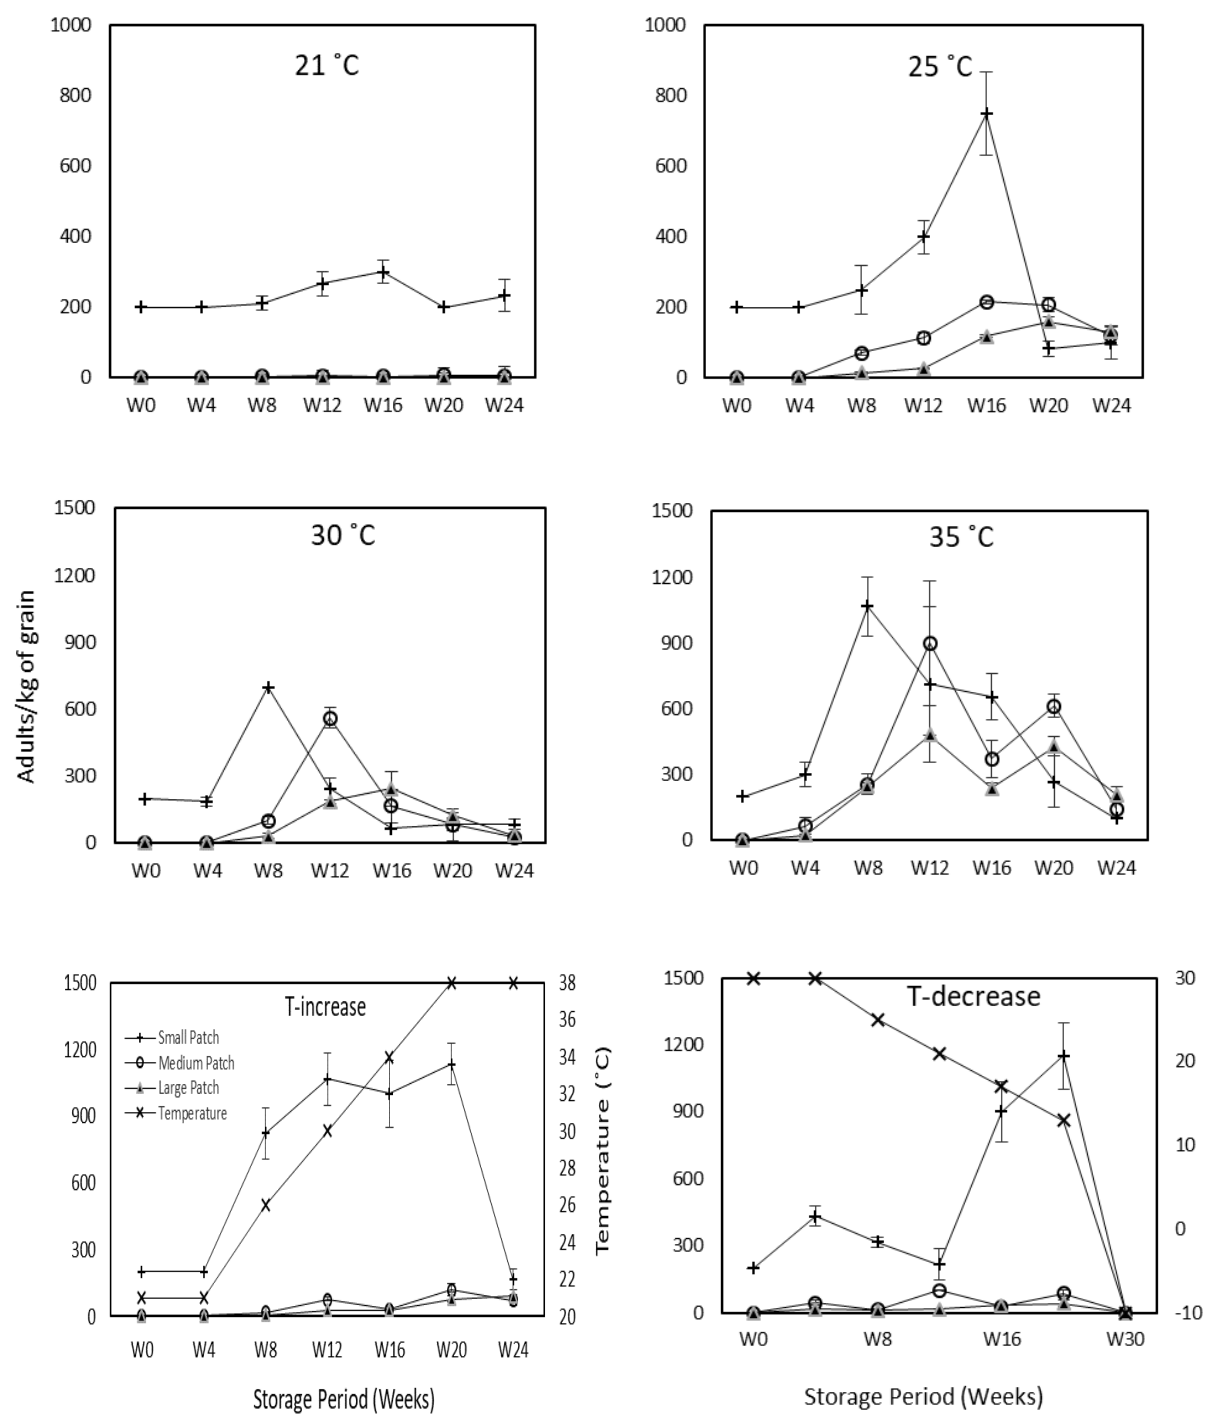 1000
800
600
400
200
0
21 ˚C
W0 W4 W8 W12 W16 W20 W24
1000
800
600
400
200
0
25 ˚C
W0 W4 W8 W12 W16 W20 W24
Adults/kg of grain
1500
1200
900
600
300
0
30 ˚C
W0 W4 W8 W12 W16 W20 W24
1500
1200
900
600
300
0
35 ˚C
W0 W4 W8 W12 W16 W20 W24
1500
1200
900
600
300
0
T-increase
Small Patch
Medium Patch
Large Patch
Temperature
38
36
34
32
30
28
26
24
22
20
Temperature (˚C)
W0 W4 W8 W12 W16 W20 W24
Storage Period (Weeks)
1500
1200
900
600
300
0
T-decrease
30
20
10
0
-10
W0 W8 W16 W30
Storage Period (Weeks)